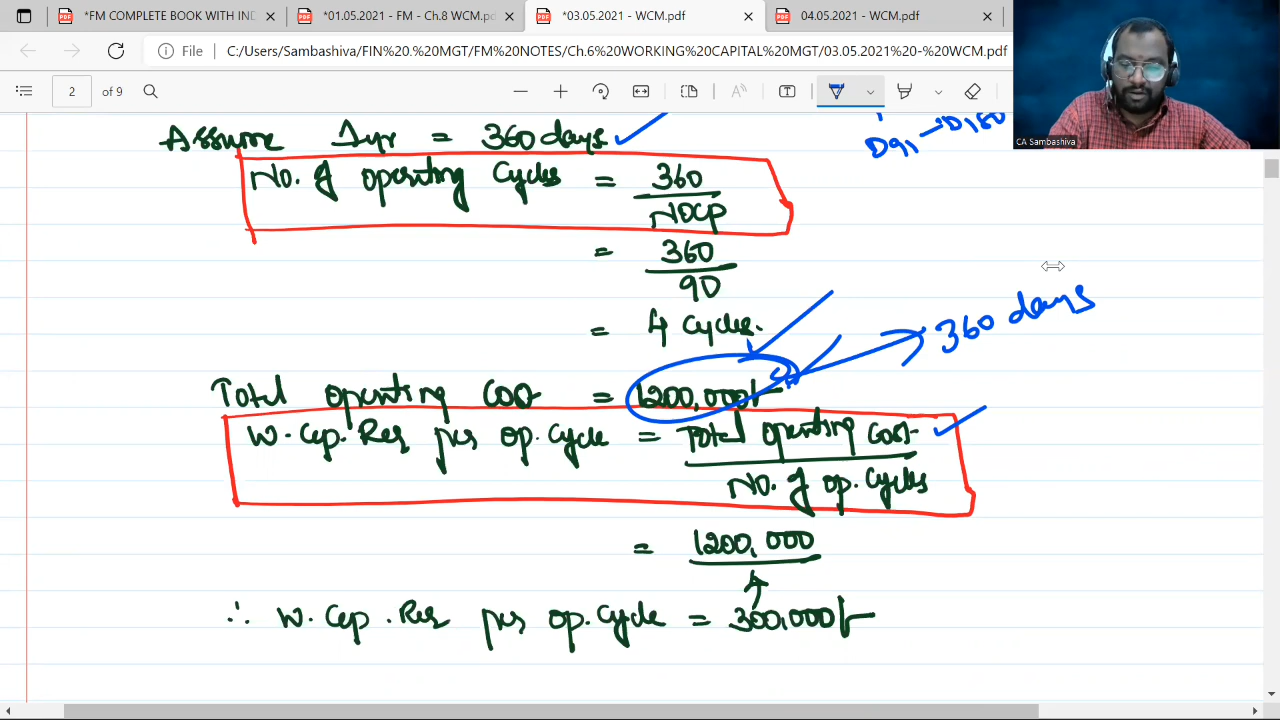 *FM COMPLETE BOOK WITH IND
*01.05.2021 - FM - Ch.8 WCM.pdf
*03.05.2021 - WCM.pdf
04.05.2021 - WCM.pdf
File
C:/Users/Sambashiva/FIN%20.%20MGT/FM%20NOTES/Ch.6%20WORKING%20CAPITAL%20MGT/03.05.2021%20-%20WCM.pdf
2 of 9
CA Sambashiva
D91 D180
Assume 1yr = 360 days
No. of operating Cycles = 360
NOCP
= 360
90
= 4 Cycles.
360 days
Total operating Cost = 1200,000/-
W. Cap. Req per op. Cycle = Total operating Cost
No. of op. Cycles
= 1200,000
∴ W. Cap. Req per op. Cycle = 300,000/-